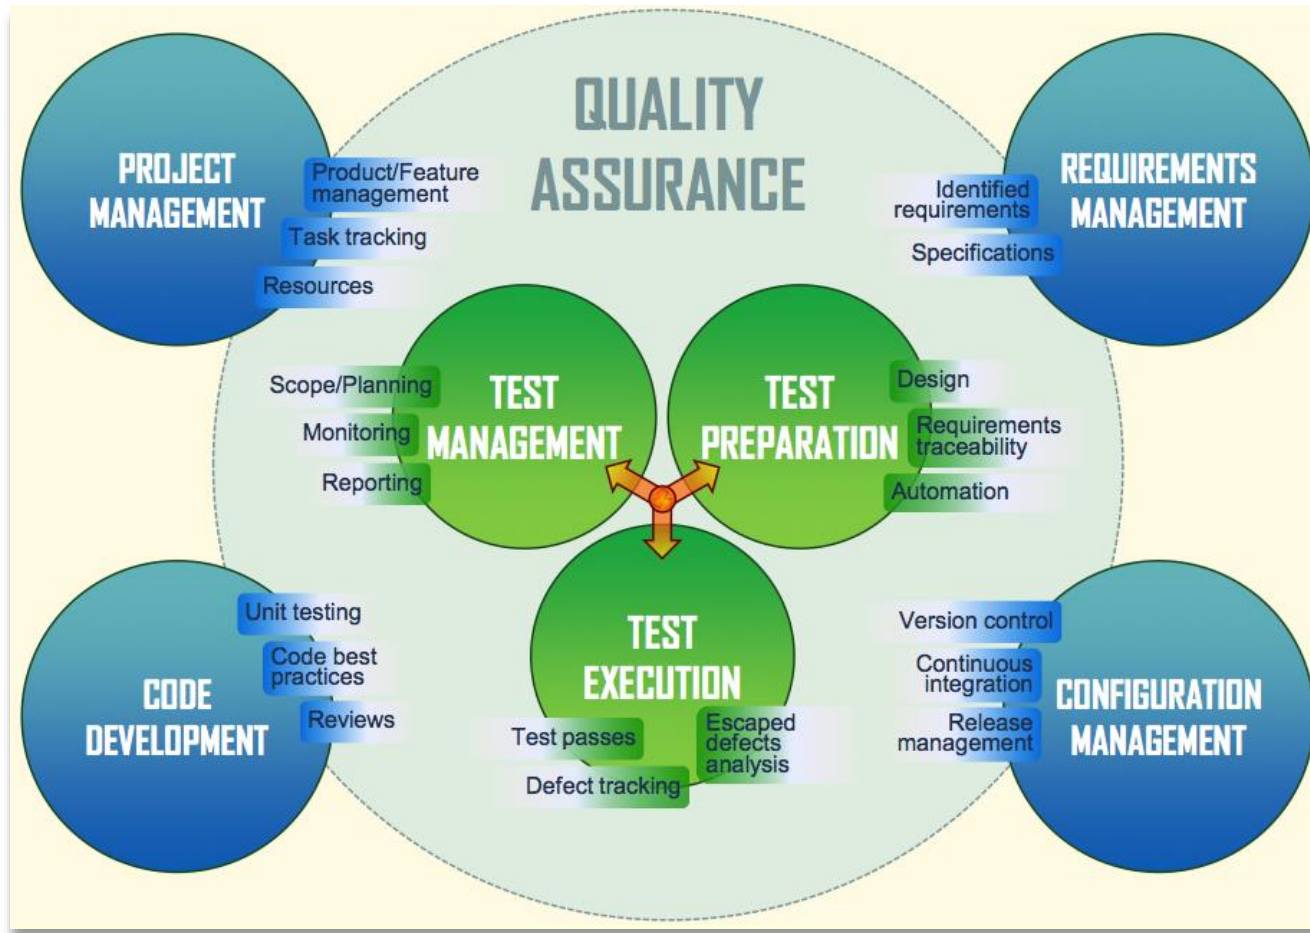 QUALITY
ASSURANCE
PROJECT
MANAGEMENT
Product/Feature
management
Task tracking
Resources
REQUIREMENTS
MANAGEMENT
Identified
requirements
Specifications
TEST
MANAGEMENT
Scope/Planning
Monitoring
Reporting
TEST
PREPARATION
Design
Requirements
traceability
Automation
CODE
DEVELOPMENT
Unit testing
Code best
practices
Reviews
TEST
EXECUTION
Test passes
Defect tracking
Escaped
defects
analysis
CONFIGURATION
MANAGEMENT
Version control
Continuous
integration
Release
management